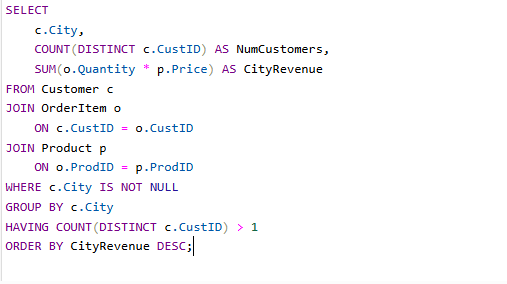 SELECT
c.City,
COUNT(DISTINCT c.CustID) AS NumCustomers,
SUM(o.Quantity * p.Price) AS CityRevenue
FROM Customer c
JOIN OrderItem o
ON c.CustID = o.CustID
JOIN Product p
ON o.ProdID = p.ProdID
WHERE c.City IS NOT NULL
GROUP BY c.City
HAVING COUNT(DISTINCT c.CustID) > 1
ORDER BY CityRevenue DESC;